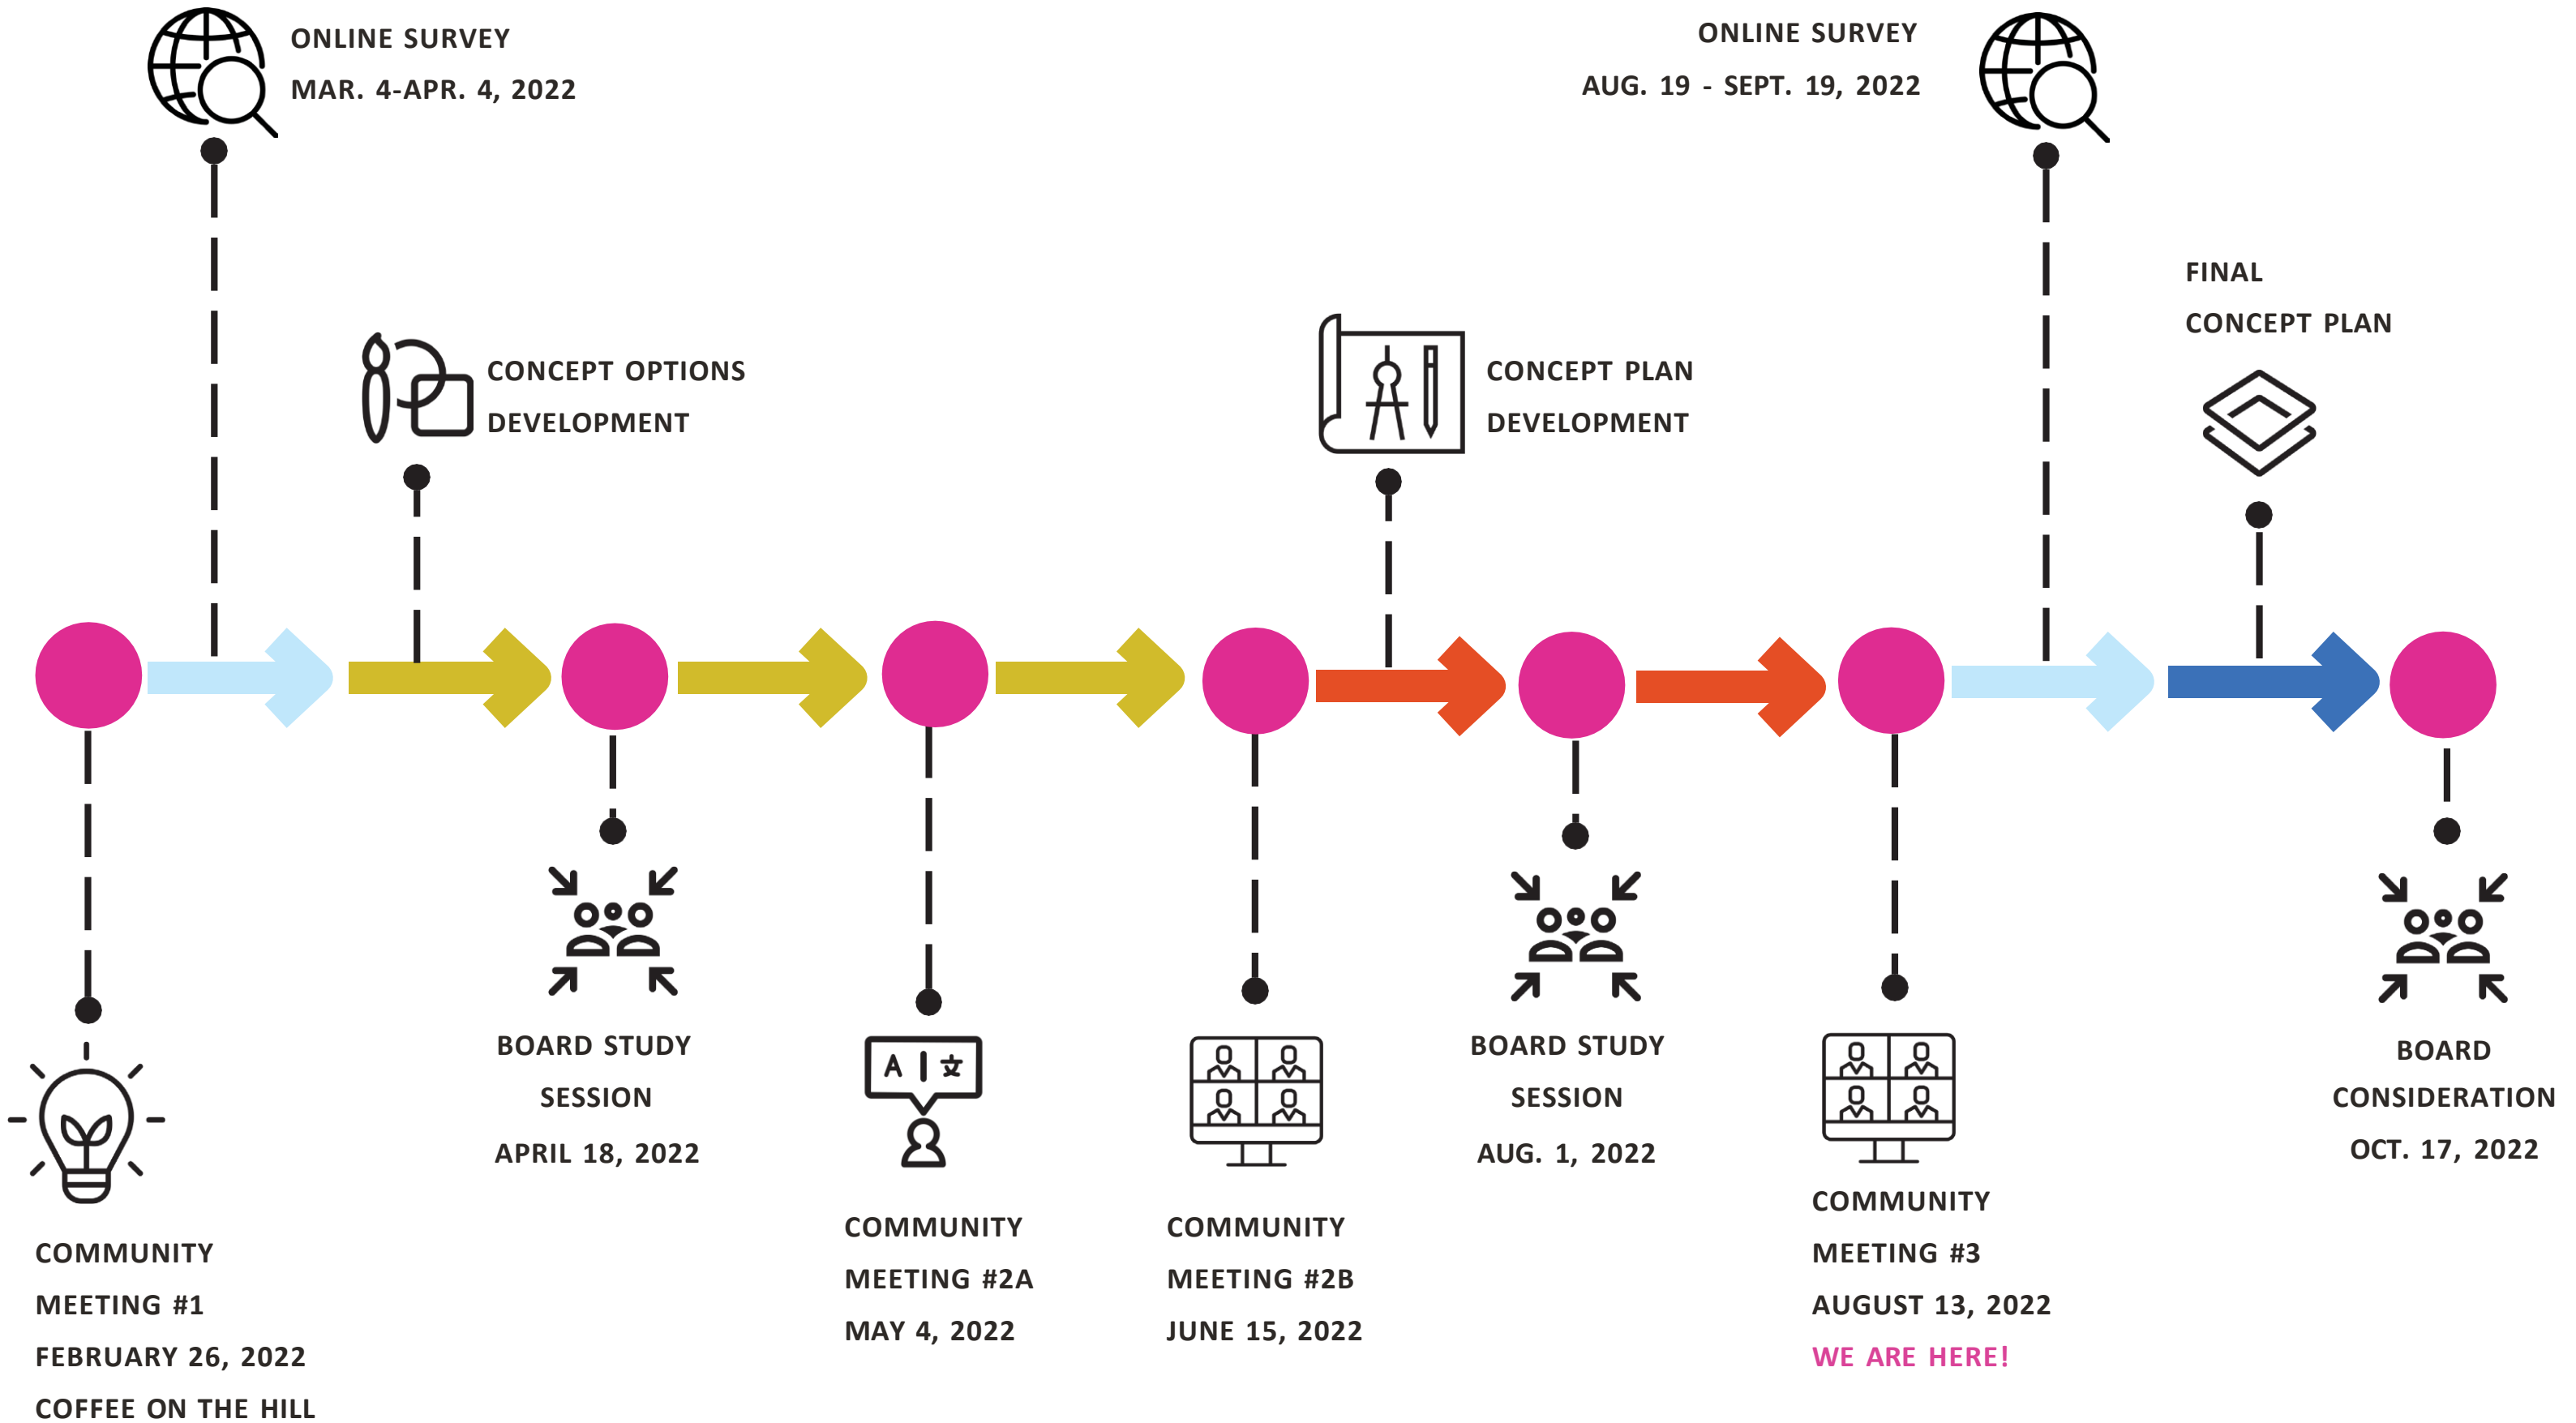 ONLINE SURVEY
MAR. 4-APR. 4, 2022
ONLINE SURVEY
AUG. 19 - SEPT. 19, 2022
FINAL
CONCEPT PLAN
CONCEPT OPTIONS
DEVELOPMENT
CONCEPT PLAN
DEVELOPMENT
COMMUNITY
MEETING #1
FEBRUARY 26, 2022
COFFEE ON THE HILL
BOARD STUDY
SESSION
APRIL 18, 2022
A | 文
COMMUNITY
MEETING #2A
MAY 4, 2022
COMMUNITY
MEETING #2B
JUNE 15, 2022
BOARD STUDY
SESSION
AUG. 1, 2022
COMMUNITY
MEETING #3
AUGUST 13, 2022
WE ARE HERE!
BOARD
CONSIDERATION
OCT. 17, 2022